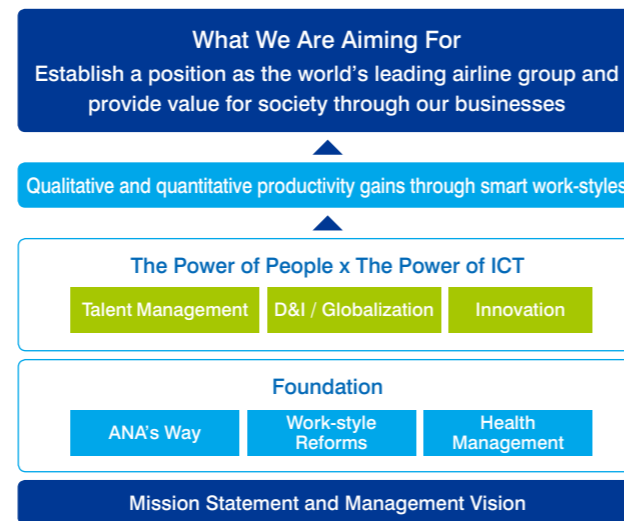 What We Are Aiming For
Establish a position as the world's leading airline group and
provide value for society through our businesses
Qualitative and quantitative productivity gains through smart work-styles
The Power of People x The Power of ICT
Talent Management
D&I / Globalization
Innovation
Foundation
ANA's Way
Work-style
Reforms
Health
Management
Mission Statement and Management Vision